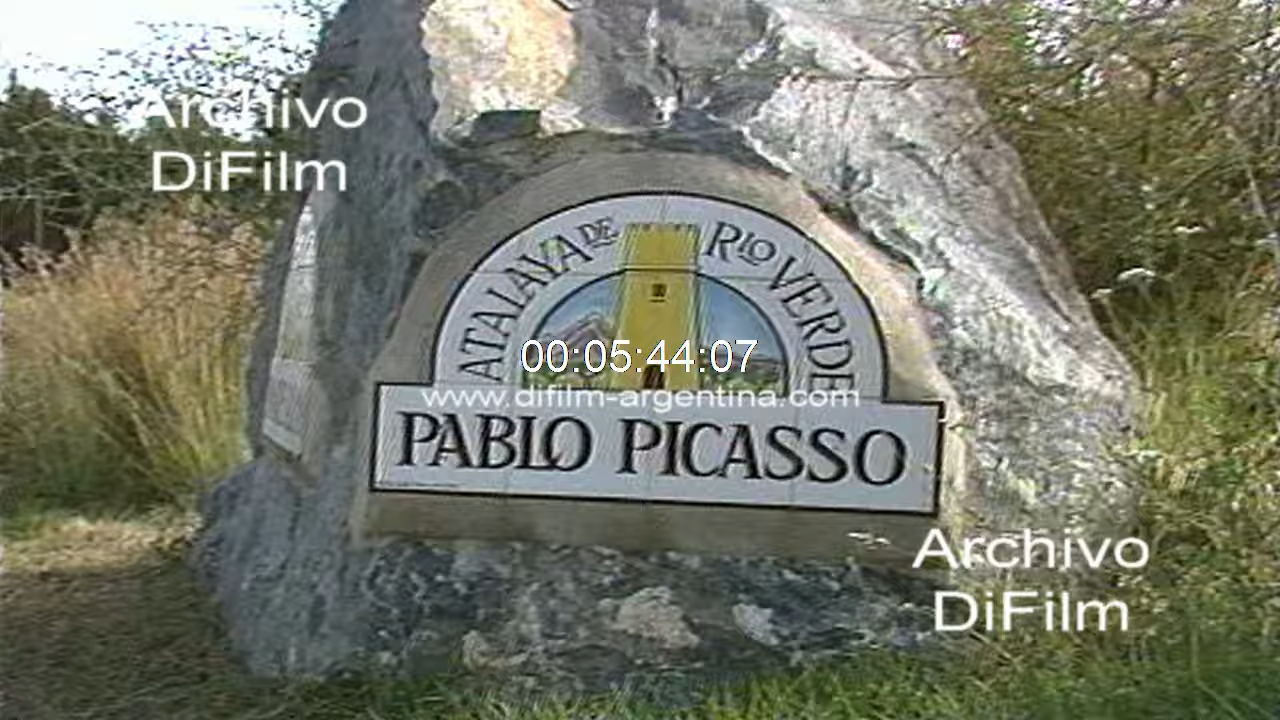 Archivo
DiFilm
ATALAYA DE RIO VERDE
00:05:44:07
www.difilm-argentina.com
PABLO PICASSO
Archivo
DiFilm